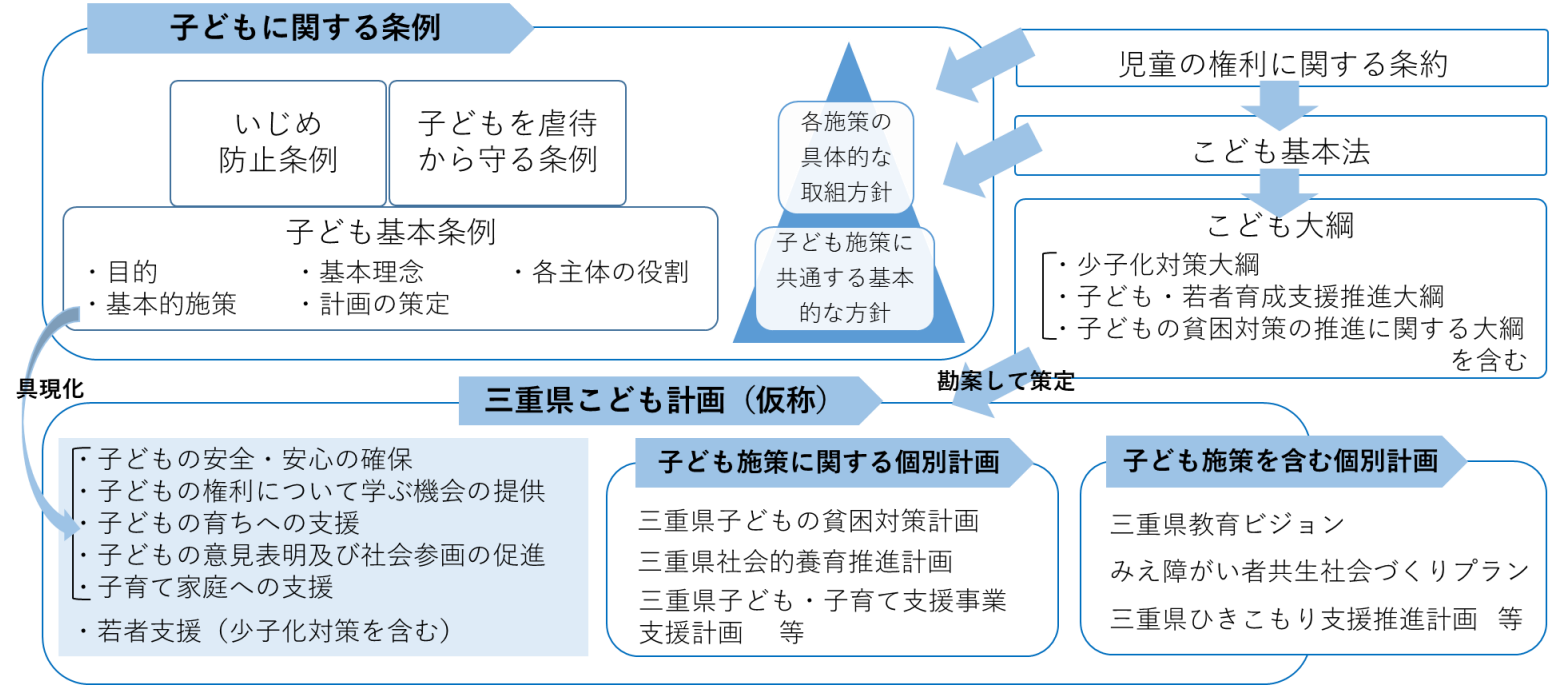 子どもに関する条例
いじめ
防止条例
子どもを虐待
から守る条例
子ども基本条例
・目的
・基本理念
・各主体の役割
・基本的施策
・計画の策定
各施策の
具体的な
取組方針
子ども施策に
共通する基本
的な方針
児童の権利に関する条約
こども基本法
こども大綱
・少子化対策大綱
・子ども・若者育成支援推進大綱
・子どもの貧困対策の推進に関する大綱
を含む
具現化
勘案して策定
三重県こども計画（仮称）
・子どもの安全・安心の確保
・子どもの権利について学ぶ機会の提供
・子どもの育ちへの支援
・子どもの意見表明及び社会参画の促進
・子育て家庭への支援
・若者支援（少子化対策を含む）
子ども施策に関する個別計画
三重県子どもの貧困対策計画
三重県社会的養育推進計画
三重県子ども・子育て支援事業
支援計画　等
子ども施策を含む個別計画
三重県教育ビジョン
みえ障がい者共生社会づくりプラン
三重県ひきこもり支援推進計画　等